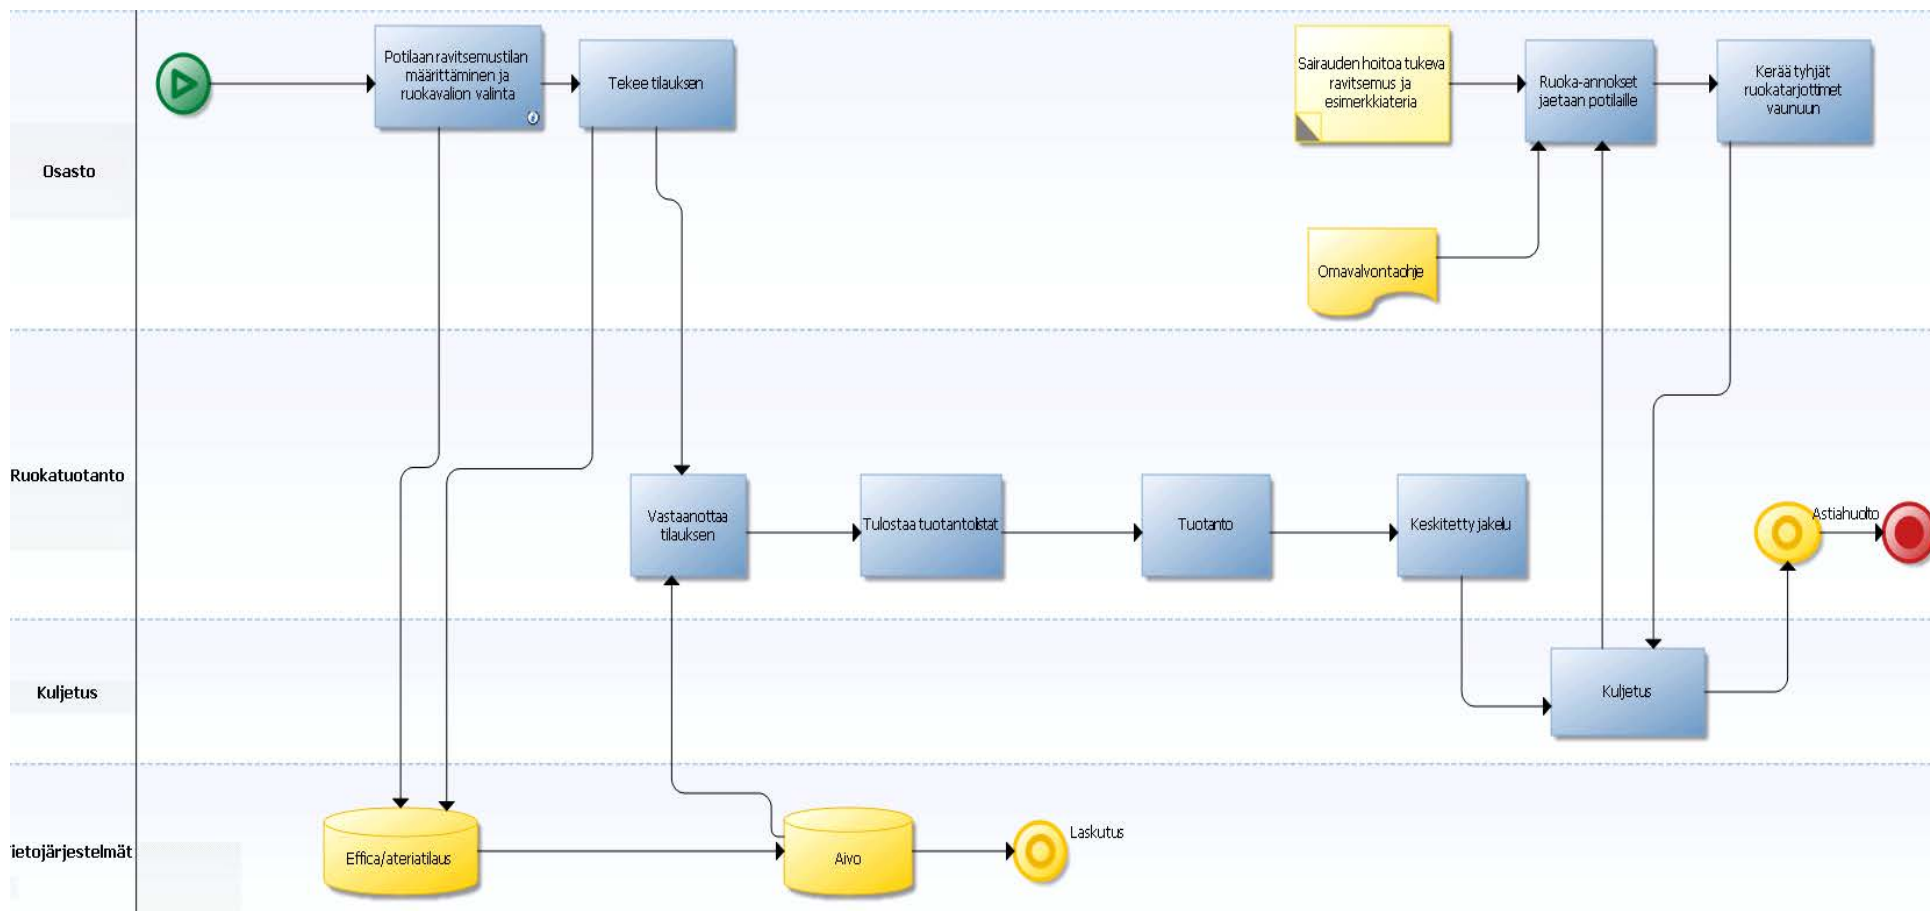 Potilaan ravitsemustilan
määrittäminen ja
ruokavalion valinta
Tekee tilauksen
Sairauden hoitoa tukeva
ravitsemus ja
esimerkkiateria
Ruoka-annokset
jaetaan potilaille
Kerää tyhjät
ruokatarjottimet
vaunuun
Osasto
Omavalvontaohje
Ruokatuotanto
Vastaanottaa
tilauksen
Tulostaa tuotantolistat
Tuotanto
Keskitetty jakelu
Astiahuolto
Kuljetus
Kuljetus
ietojärjestelmät
Effica/ateriatilaus
Aivo
Laskutus